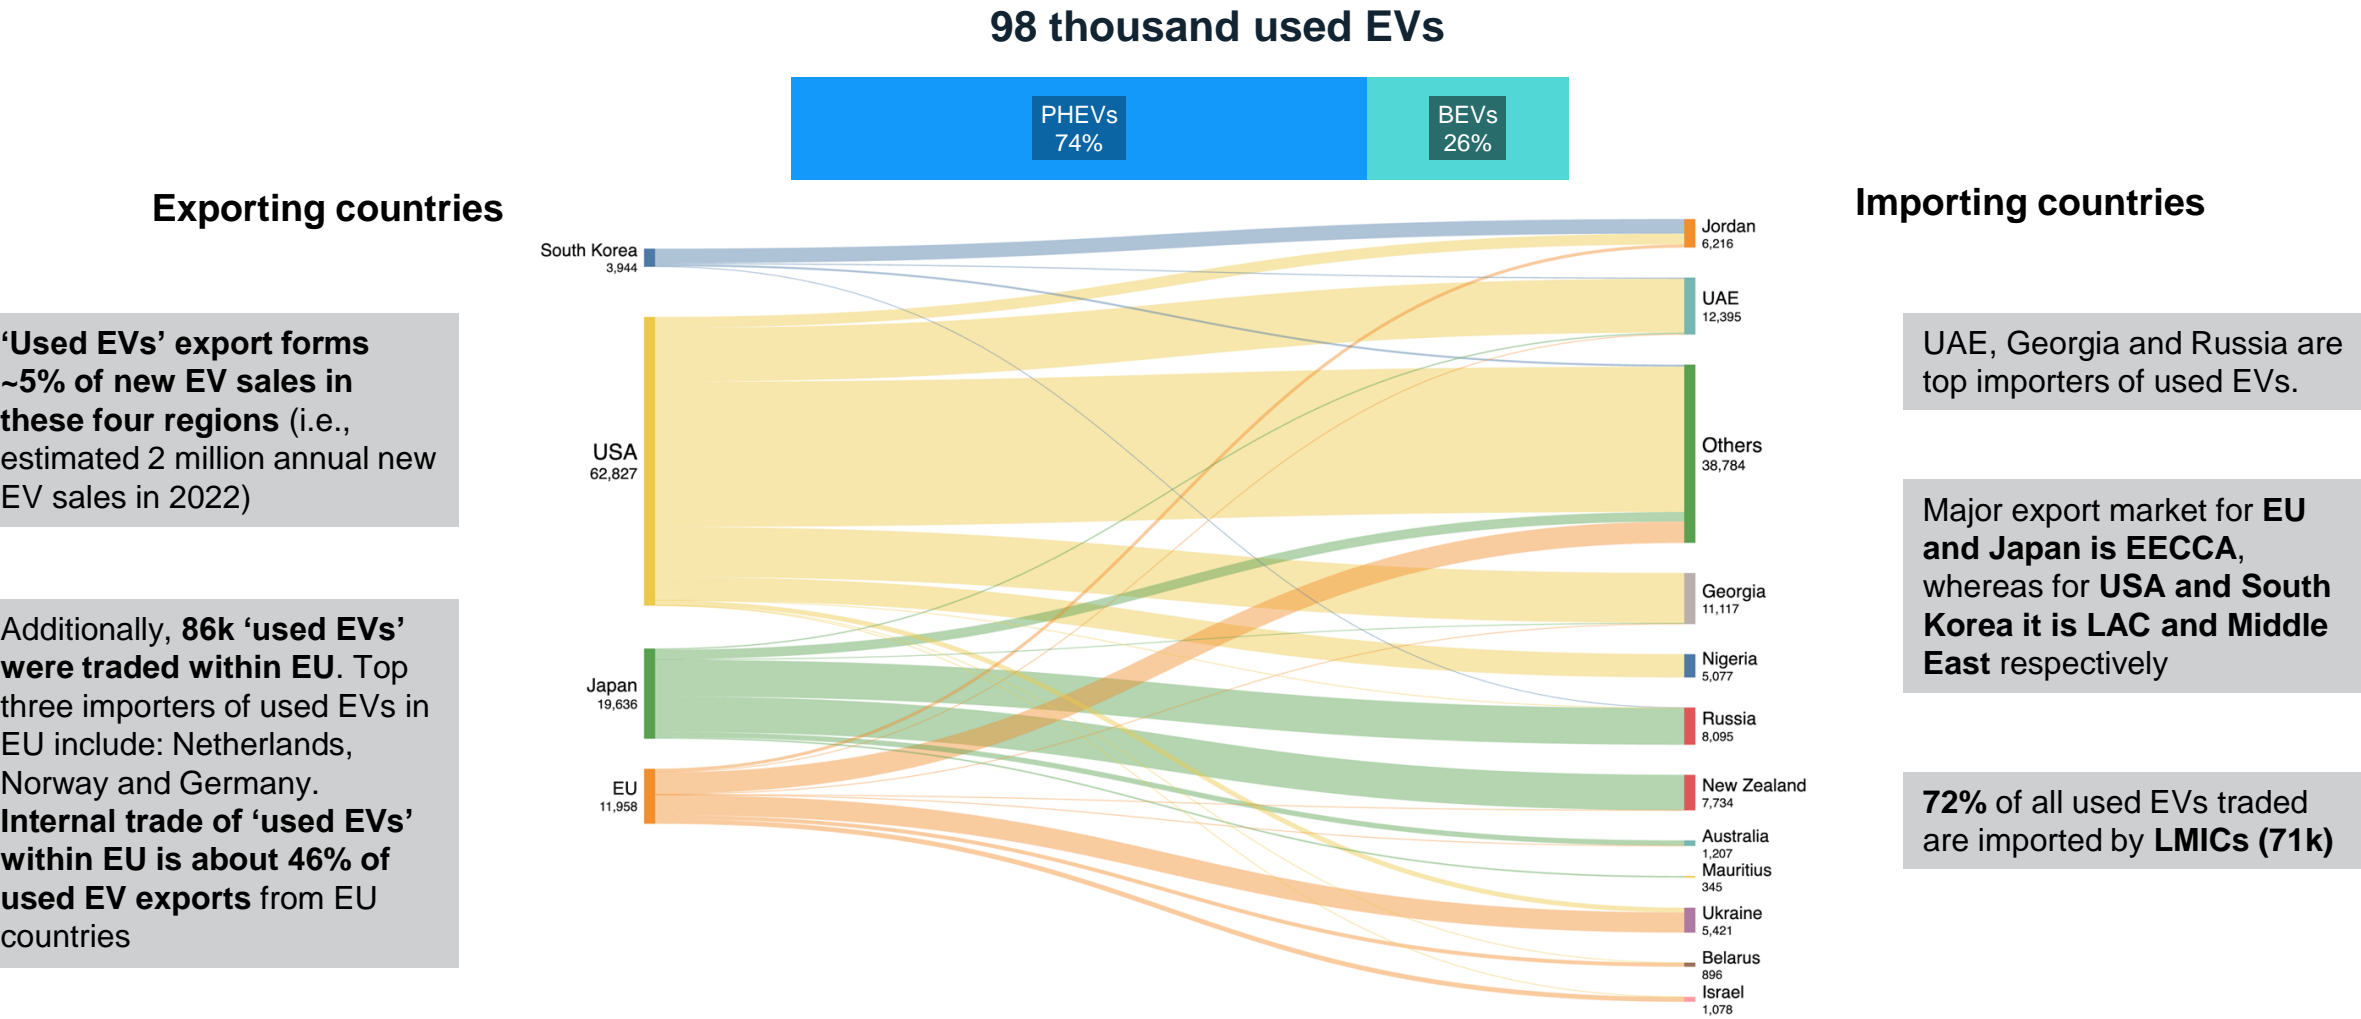 98 thousand used EVs
PHEVs
74%
BEVs
26%
Exporting countries
Importing countries
‘Used EVs’ export forms
~5% of new EV sales in
these four regions (i.e.,
estimated 2 million annual new
EV sales in 2022)
Additionally, 86k ‘used EVs’
were traded within EU. Top
three importers of used EVs in
EU include: Netherlands,
Norway and Germany.
Internal trade of ‘used EVs’
within EU is about 46% of
used EV exports from EU
countries
South Korea
3,944
USA
62,827
Japan
19,636
EU
11,958
Jordan
6,216
UAE
12,395
Others
38,784
Georgia
11,117
Nigeria
5,077
Russia
8,095
New Zealand
7,734
Australia
1,207
Mauritius
345
Ukraine
5,421
Belarus
896
Israel
1,078
UAE, Georgia and Russia are
top importers of used EVs.
Major export market for EU
and Japan is EECCA,
whereas for USA and South
Korea it is LAC and Middle
East respectively
72% of all used EVs traded
are imported by LMICs (71k)